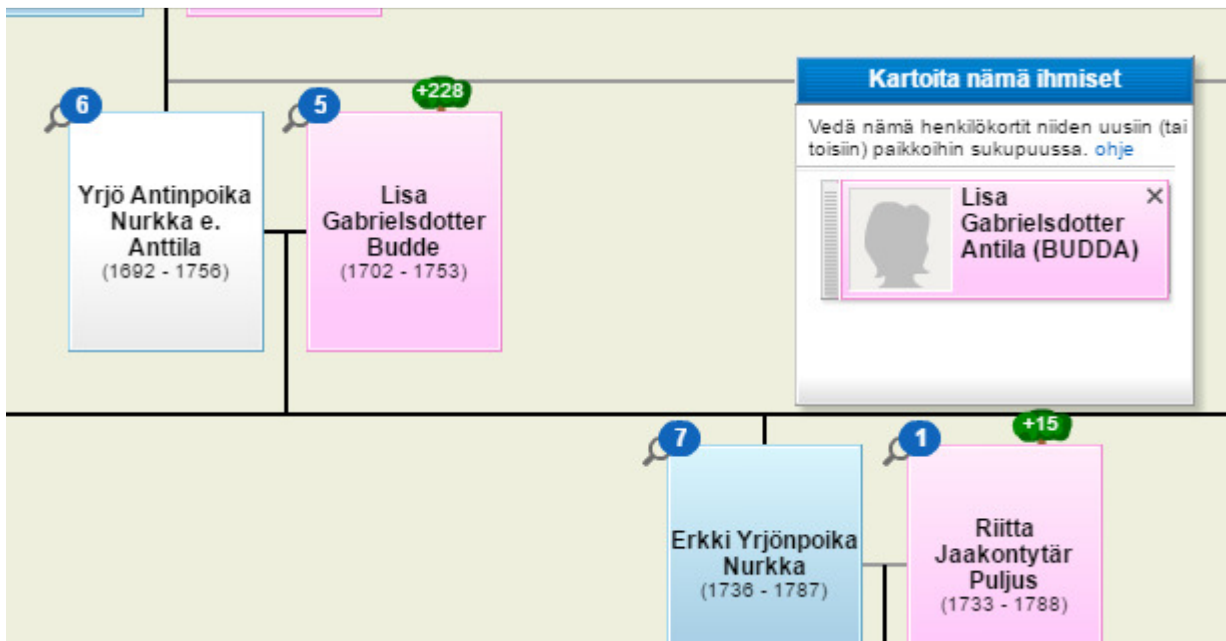 6
Yrjö Antinpoika
Nurkka e.
Anttila
(1692 - 1756)
5
+228
Lisa
Gabrielsdotter
Budde
(1702 - 1753)
Kartoita nämä ihmiset
Vedä nämä henkilökortit niiden uusiin (tai
toisiin) paikkoihin sukupuussa. ohje
Lisa
Gabrielsdotter
Antila (BUDDA)
7
Erkki Yrjönpoika
Nurkka
(1736 - 1787)
1
+15
Riitta
Jaakontytär
Puljus
(1733 - 1788)